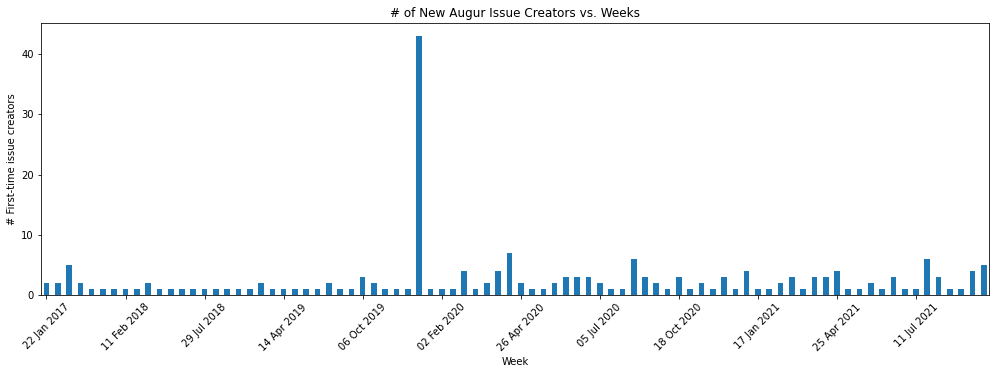 # of New Augur Issue Creators vs. Weeks
# First-time issue creators
40
30
20
10
0
22 Jan 2017
11 Feb 2018
29 Jul 2018
14 Apr 2019
06 Oct 2019
02 Feb 2020
26 Apr 2020
05 Jul 2020
18 Oct 2020
17 Jan 2021
25 Apr 2021
11 Jul 2021
Week